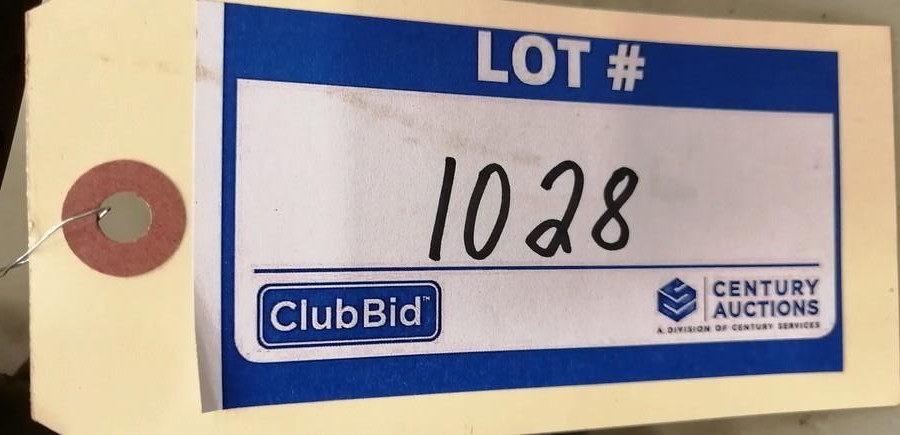 LOT #
1028
ClubBid™
CENTURY
AUCTIONS
A DIVISION OF CENTURY SERVICES